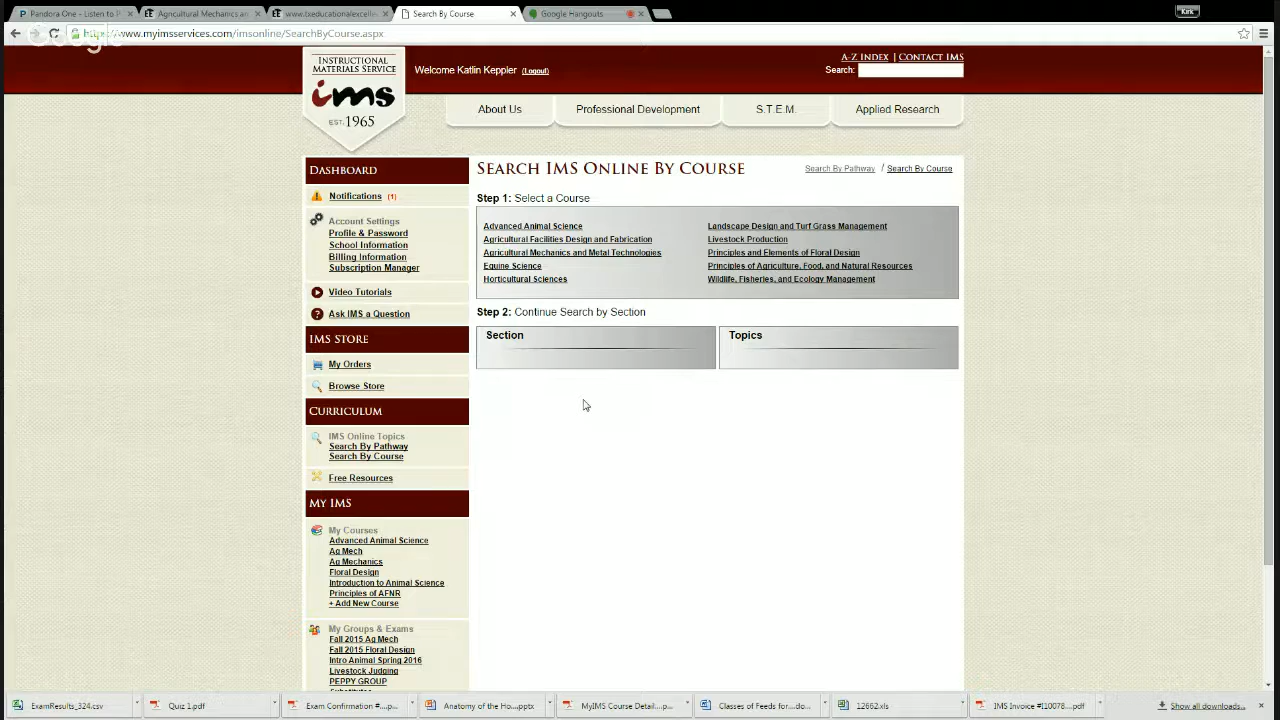 Pandora One - Listen to P
Agricultural Mechanics an
www.txeducationalexcelle
Search By Course
Google Hangouts
Kirk
https://www.myimsservices.com/imsonline/SearchByCourse.aspx
Google
INSTRUCTIONAL
MATERIALS SERVICE
ims
EST. 1965
Welcome Katlin Keppler (Logout)
A-Z INDEX | CONTACT IMS
Search:
About Us
Professional Development
S.T.E.M.
Applied Research
DASHBOARD
Notifications (1)
Account Settings
Profile & Password
School Information
Billing Information
Subscription Manager
Video Tutorials
Ask IMS a Question
IMS STORE
My Orders
Browse Store
CURRICULUM
IMS Online Topics
Search By Pathway
Search By Course
Free Resources
MY IMS
My Courses
Advanced Animal Science
Ag Mech
Ag Mechanics
Floral Design
Introduction to Animal Science
Principles of AFNR
+ Add New Course
My Groups & Exams
Fall 2015 Ag Mech
Fall 2015 Floral Design
Intro Animal Spring 2016
Livestock Judging
PEPPY GROUP
SEARCH IMS ONLINE BY COURSE
Search By Pathway / Search By Course
Step 1: Select a Course
Advanced Animal Science
Agricultural Facilities Design and Fabrication
Agricultural Mechanics and Metal Technologies
Equine Science
Horticultural Sciences
Landscape Design and Turf Grass Management
Livestock Production
Principles and Elements of Floral Design
Principles of Agriculture, Food, and Natural Resources
Wildlife, Fisheries, and Ecology Management
Step 2: Continue Search by Section
Section
Topics
ExamResults_324.csv
Quiz 1.pdf
Exam Confirmation #....p...
Anatomy of the Ho....pptx
MyIMS Course Detail....p...
Classes of Feeds for....do...
12662.xls
IMS Invoice #I10078....pdf
Show all downloads...